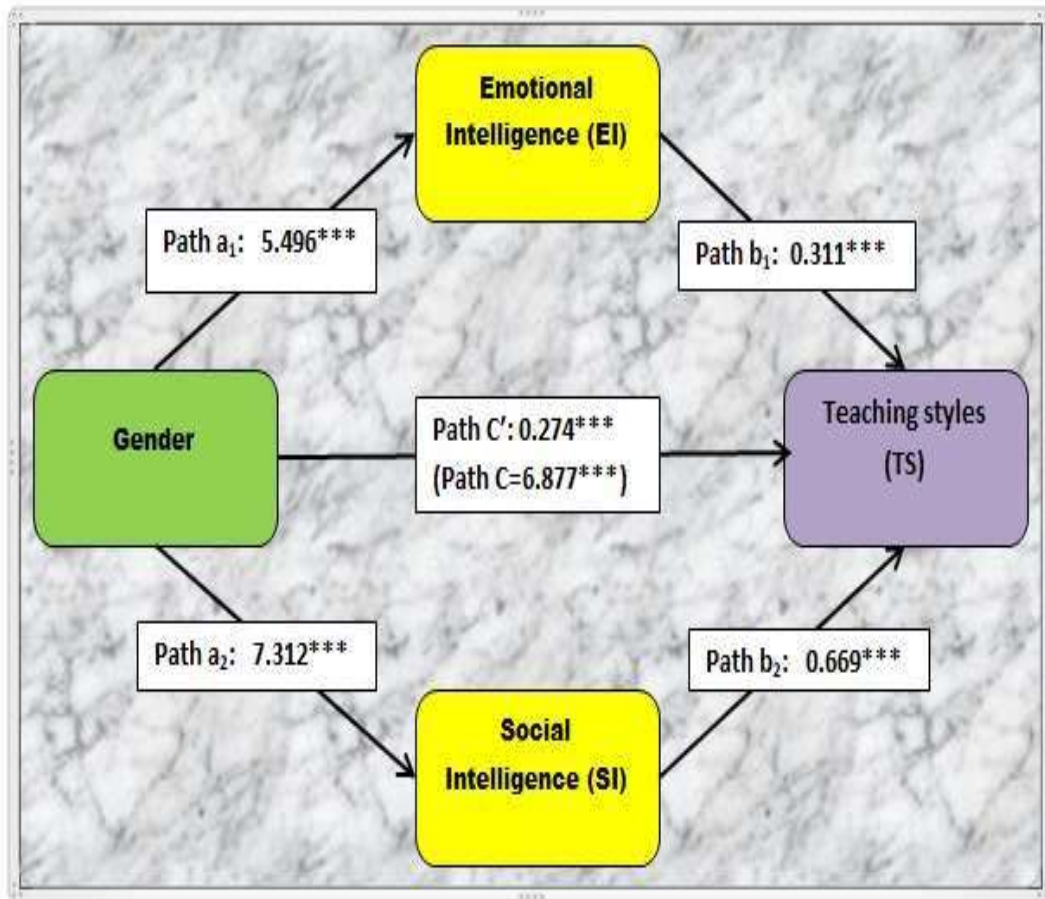 Emotional
Intelligence (EI)
Path a₁: 5.496***
Path b₁: 0.311***
Gender
Path C′: 0.274***
(Path C=6.877***)
Teaching styles
(TS)
Path a₂: 7.312***
Path b₂: 0.669***
Social
Intelligence (SI)